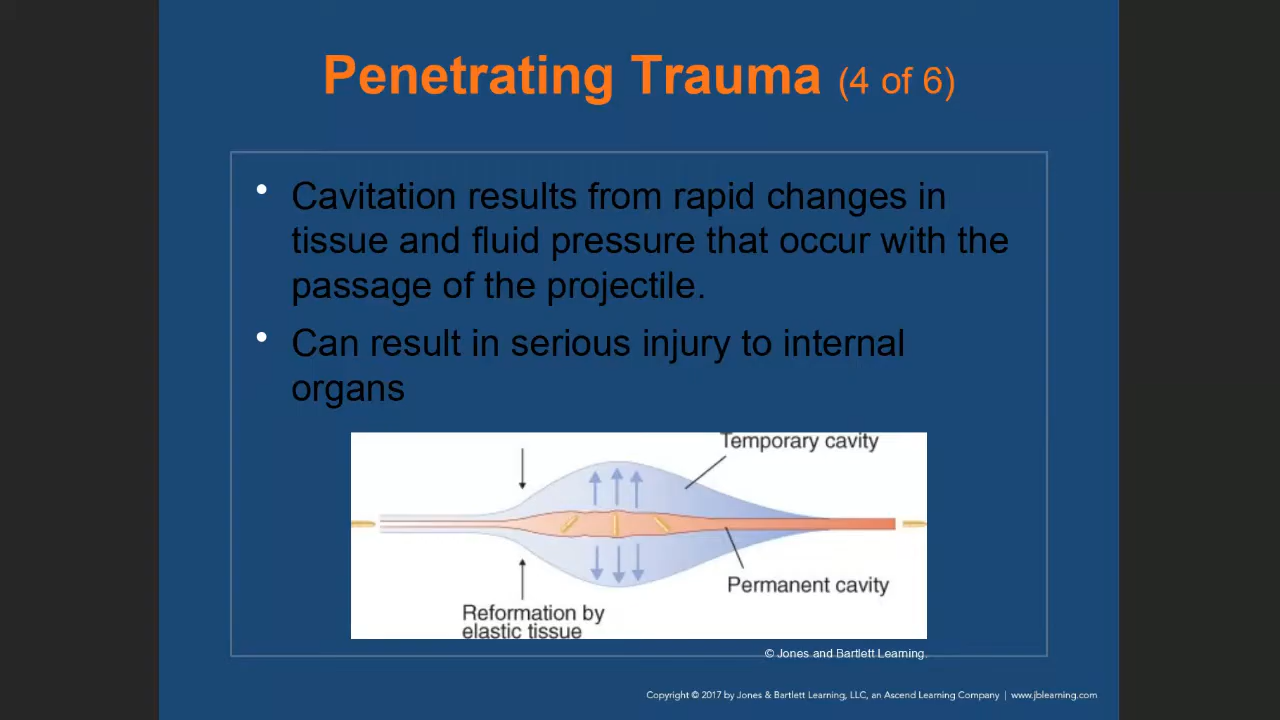 Penetrating Trauma (4 of 6)
• Cavitation results from rapid changes in
tissue and fluid pressure that occur with the
passage of the projectile.
• Can result in serious injury to internal
organs
Temporary cavity
Permanent cavity
Reformation by
elastic tissue
© Jones and Bartlett Learning.
Copyright © 2017 by Jones & Bartlett Learning, LLC, an Ascend Learning Company | www.jblearning.com